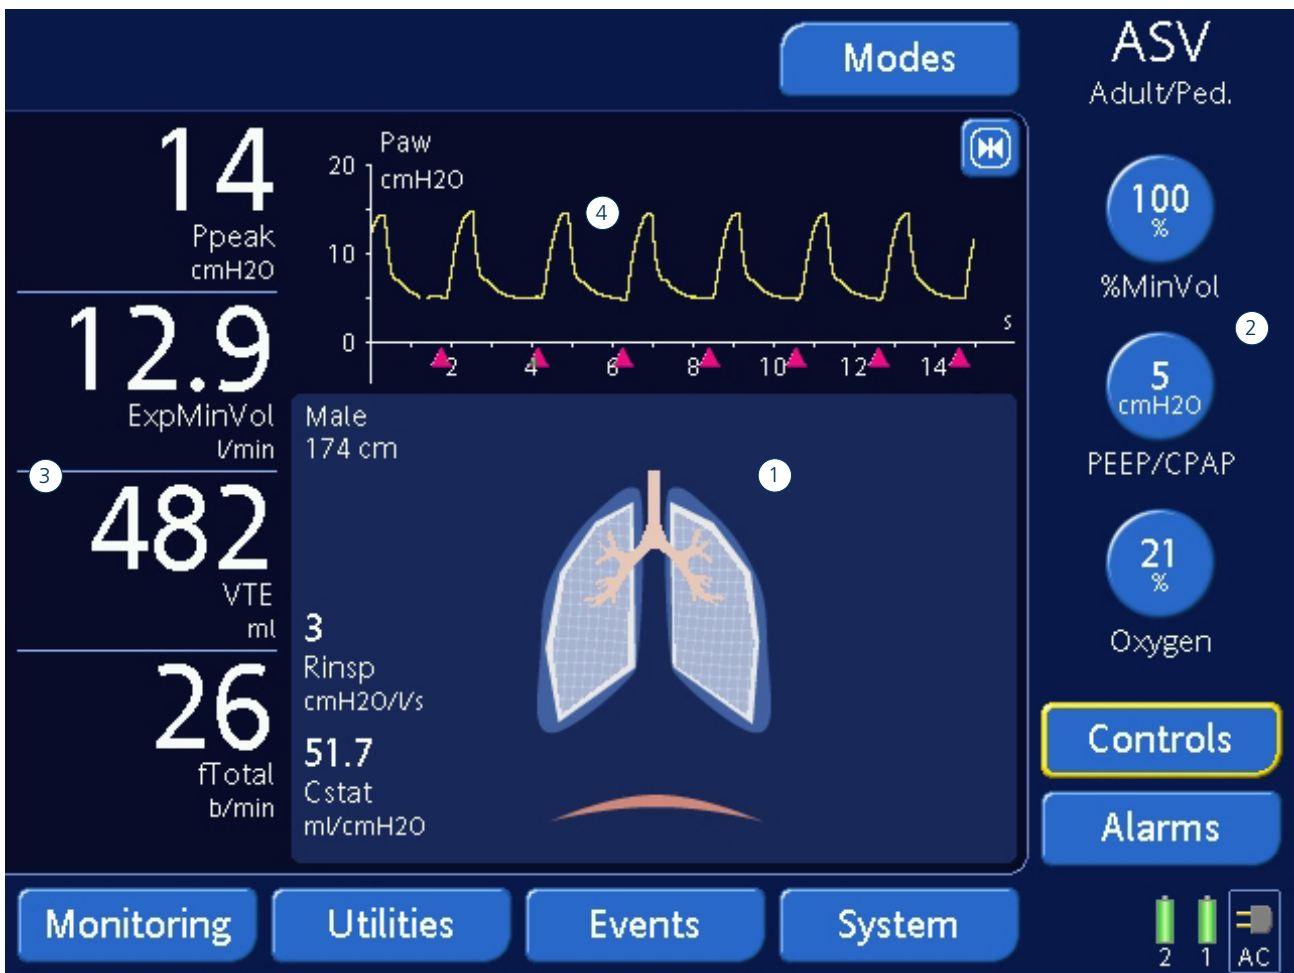 Modes
ASV
Adult/Ped.
14
Ppeak
cmH2O
12.9
ExpMinVol
l/min
3
482
VTE
ml
26
fTotal
b/min
Paw
cmH2O
20
10
0
4
s
2 4 6 8 10 12 14
Male
174 cm
1
3
Rinsp
cmH2O/l/s
51.7
Cstat
ml/cmH2O
100
%
%MinVol
2
5
cmH2O
PEEP/CPAP
21
%
Oxygen
Controls
Alarms
Monitoring
Utilities
Events
System
2 1 AC